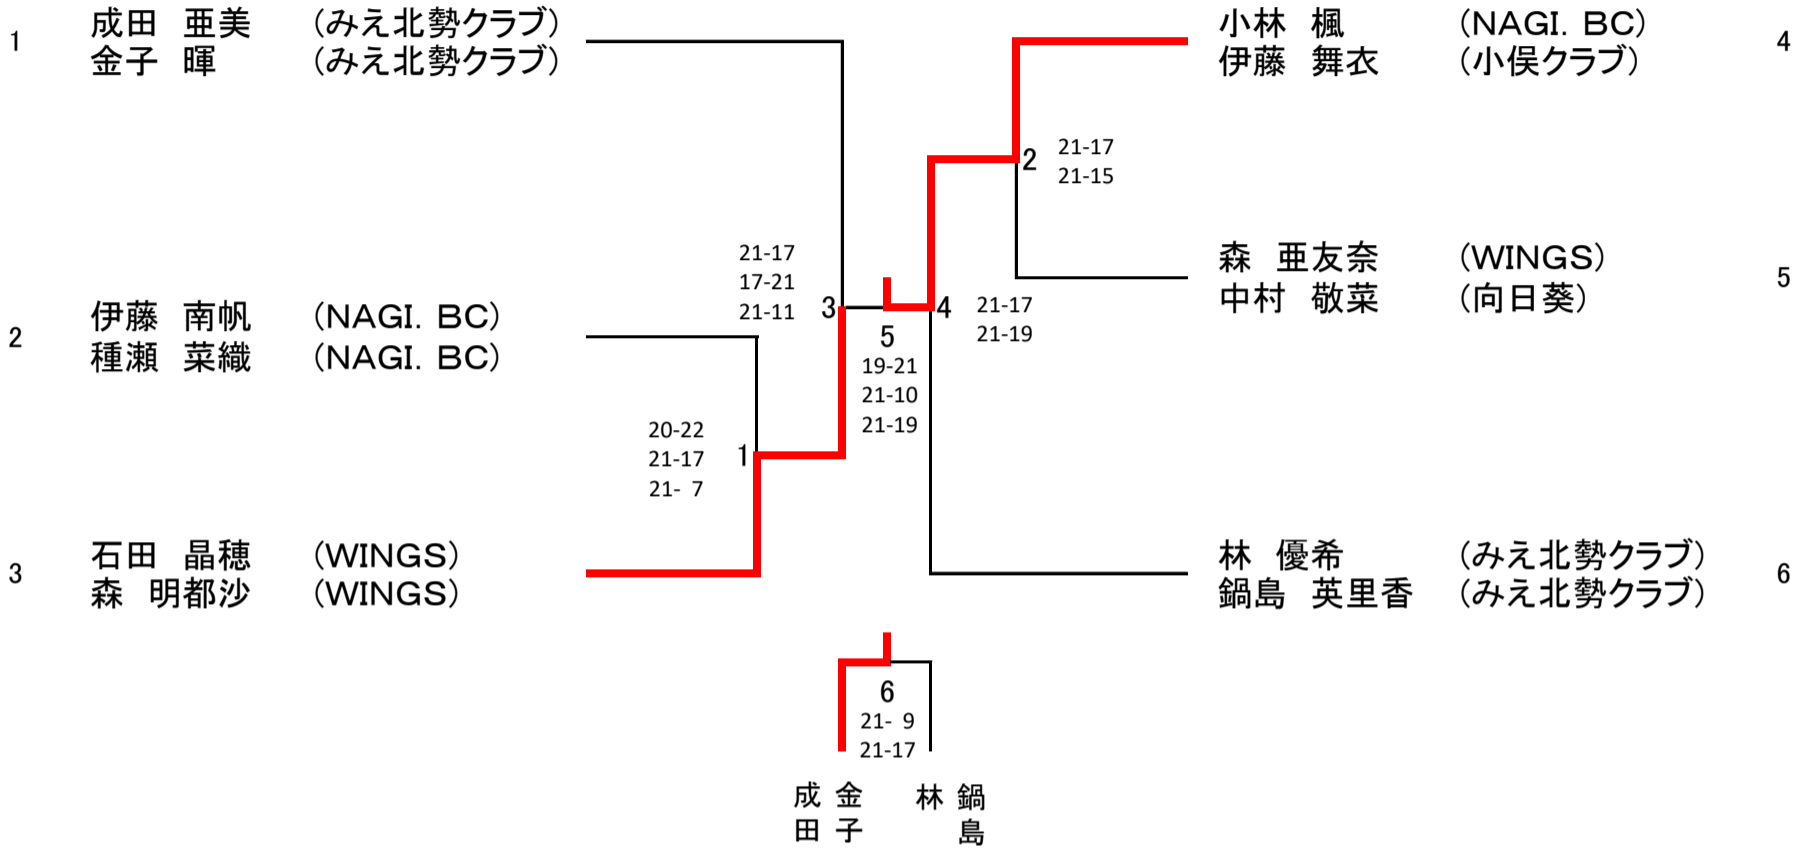 1 成田 亜美 (みえ北勢クラブ)
金子 暉 (みえ北勢クラブ)
2 伊藤 南帆 (NAGI. BC)
種瀬 菜織 (NAGI. BC)
3 石田 晶穂 (WINGS)
森 明都沙 (WINGS)
20-22
21-17
21- 7
1
21-17
17-21
21-11
3
5
19-21
21-10
21-19
4
21-17
21-19
2
21-17
21-15
小林 楓 (NAGI. BC) 4
伊藤 舞衣 (小俣クラブ)
森 亜友奈 (WINGS) 5
中村 敬菜 (向日葵)
林 優希 (みえ北勢クラブ) 6
鍋島 英里香 (みえ北勢クラブ)
6
21- 9
21-17
成田
金子
林
鍋島